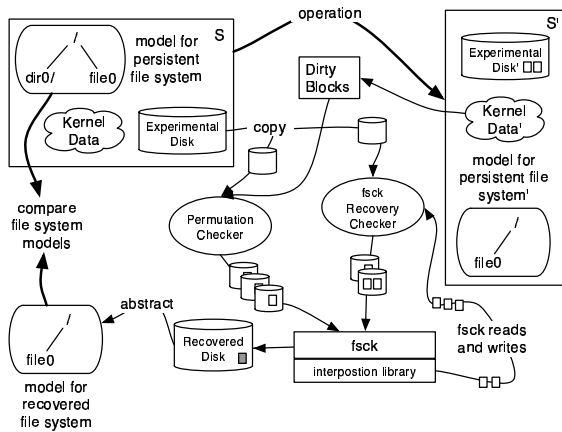 S
/
dir0/
file0
model for
persistent
file system
Kernel
Data
Experimental
Disk
operation
Dirty
Blocks
copy
S'
Experimental
Disk'
Kernel
Data'
model for
persistent file
system'
/
file0
compare
file system
models
Permutation
Checker
fsck
Recovery
Checker
abstract
/
file0
model for
recovered
file system
Recovered
Disk
fsck
interpostion library
fsck reads
and writes